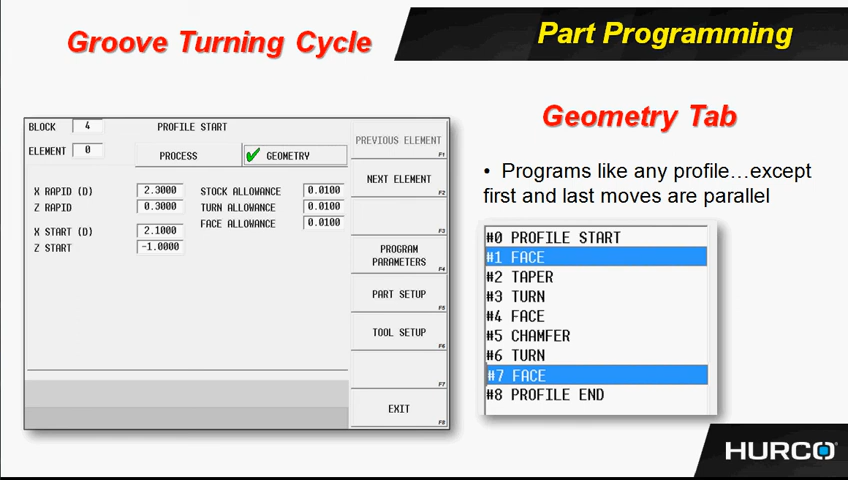 Groove Turning Cycle
Part Programming
BLOCK 4 PROFILE START
ELEMENT 0
PROCESS GEOMETRY
X RAPID (D) 2.3000 STOCK ALLOWANCE 0.0100
Z RAPID 0.3000 TURN ALLOWANCE 0.0100
FACE ALLOWANCE 0.0100
X START (D) 2.1000
Z START -1.0000
PREVIOUS ELEMENT
F1
NEXT ELEMENT
F2
F3
PROGRAM
PARAMETERS
F4
PART SETUP
F5
TOOL SETUP
F6
F7
EXIT
F8
Geometry Tab
• Programs like any profile…except
first and last moves are parallel
#0 PROFILE START
#1 FACE
#2 TAPER
#3 TURN
#4 FACE
#5 CHAMFER
#6 TURN
#7 FACE
#8 PROFILE END
HURCO